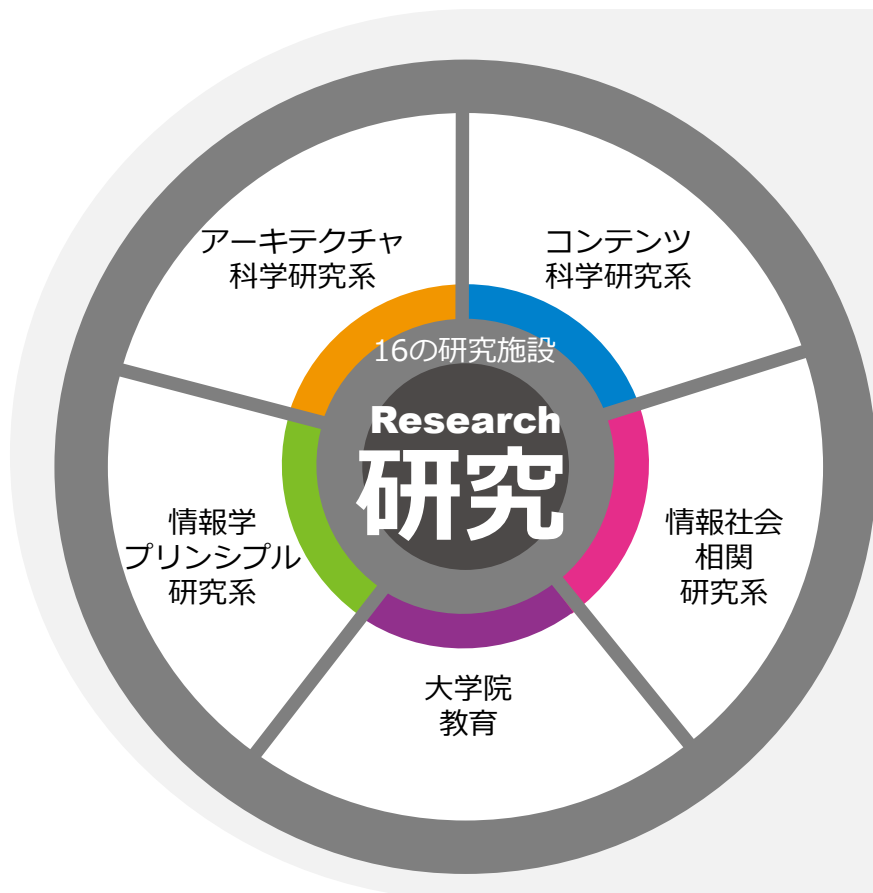 アーキテクチャ
科学研究系
コンテンツ
科学研究系
16の研究施設
Research
研究
情報学
プリンシプル
研究系
情報社会
相関
研究系
大学院
教育